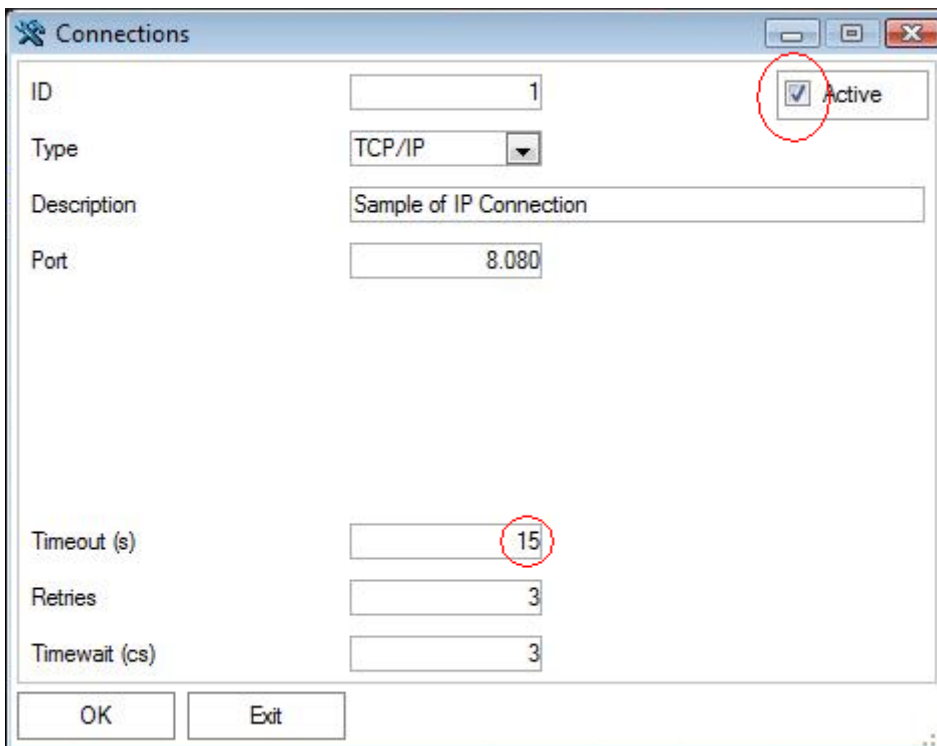 Connections
ID 1 Active
Type TCP/IP
Description Sample of IP Connection
Port 8.080
Timeout (s) 15
Retries 3
Timewait (cs) 3
OK Exit